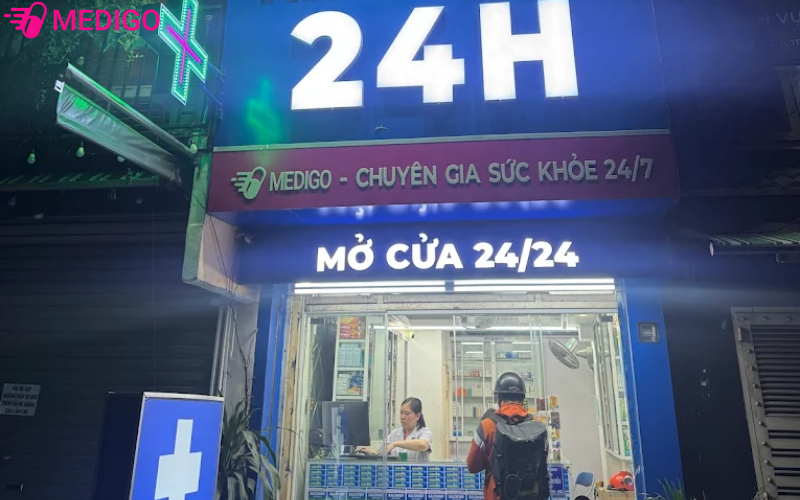 MEDIGO
24H
MEDIGO - CHUYÊN GIA SỨC KHỎE 24/7
MỞ CỬA 24/24